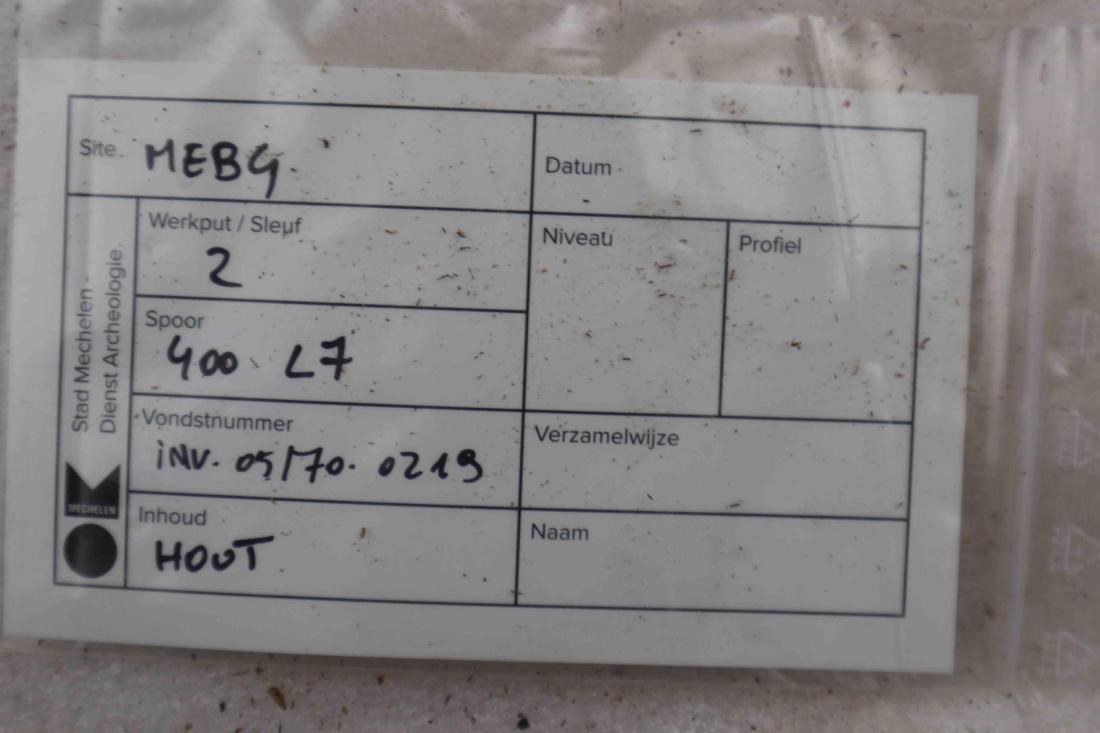 Site. MEBG
Datum
Werkput / Sleuf
2
Niveau
Profiel
Spoor
400 L7
Vondstnummer
iNV. 05/70. 0219
Verzamelwijze
Inhoud
HOUT
Naam
Stad Mechelen -
Dienst Archeologie.
MECHELEN